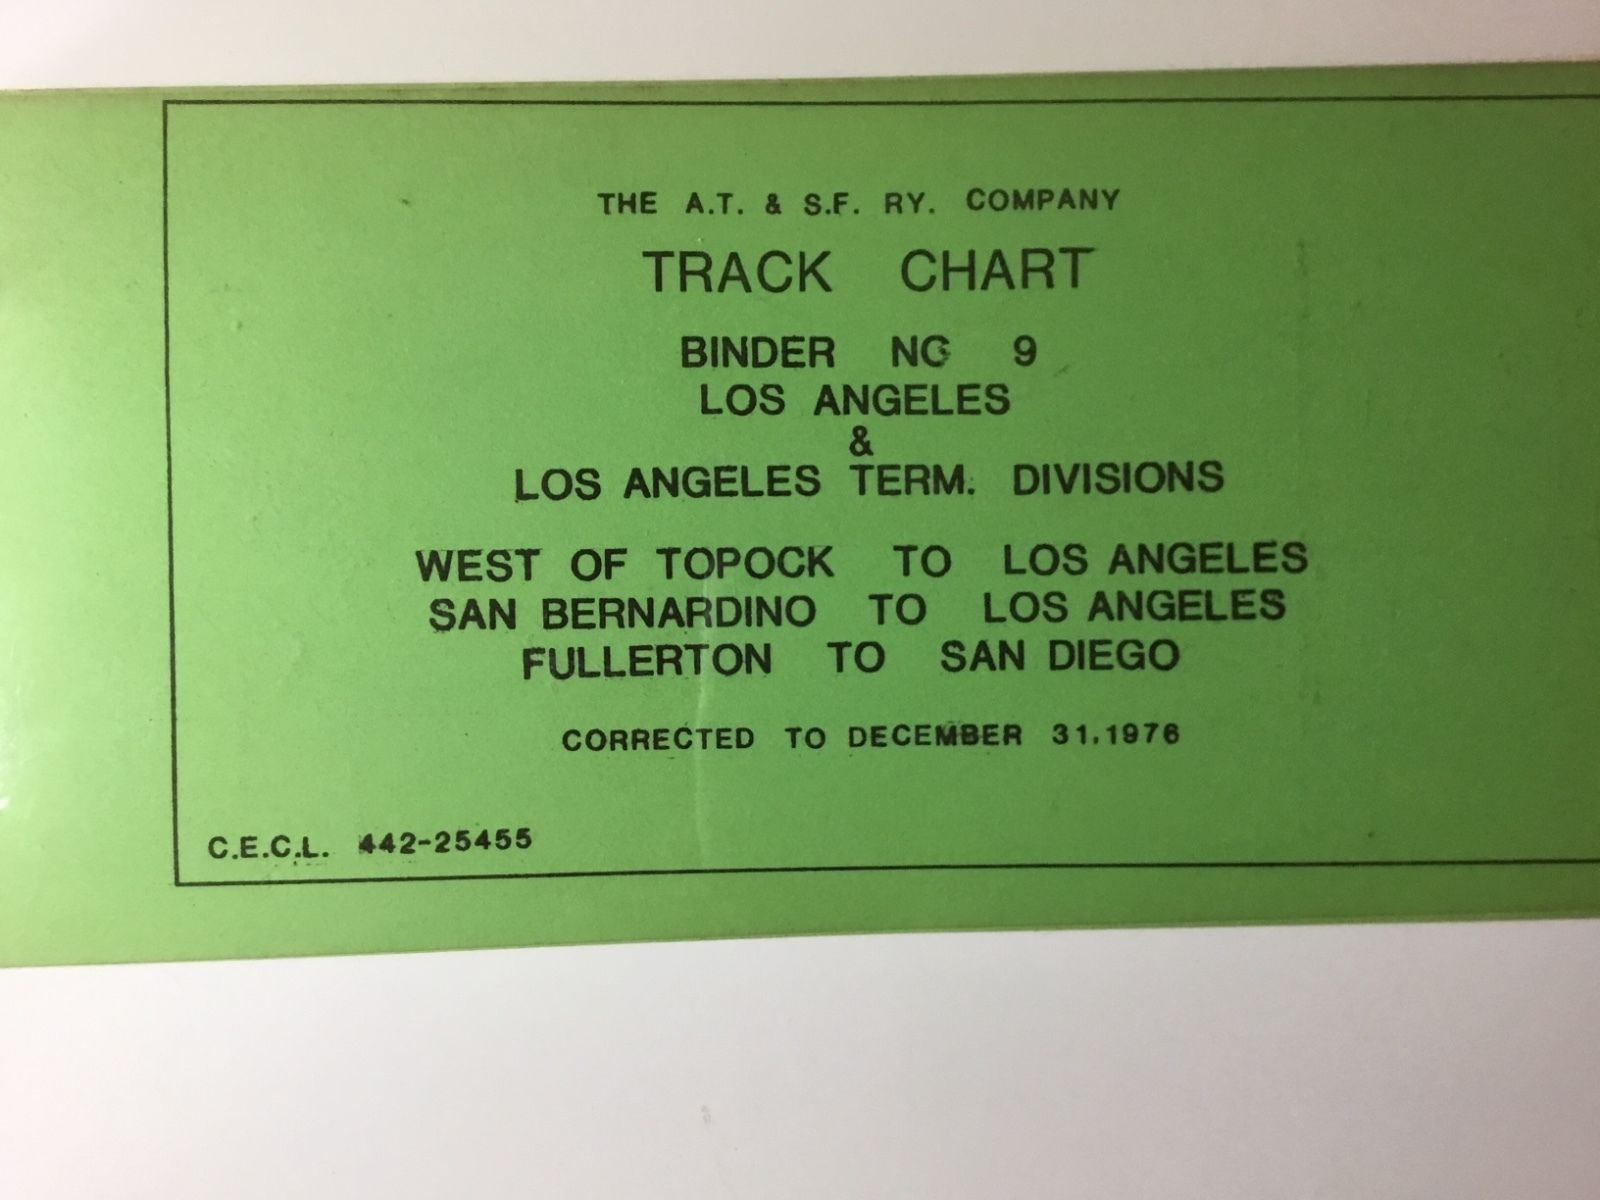 THE A.T. & S.F. RY. COMPANY
TRACK CHART
BINDER NO 9
LOS ANGELES
&
LOS ANGELES TERM. DIVISIONS
WEST OF TOPOCK TO LOS ANGELES
SAN BERNARDINO TO LOS ANGELES
FULLERTON TO SAN DIEGO
CORRECTED TO DECEMBER 31,1976
C.E.C.L. 442-25455